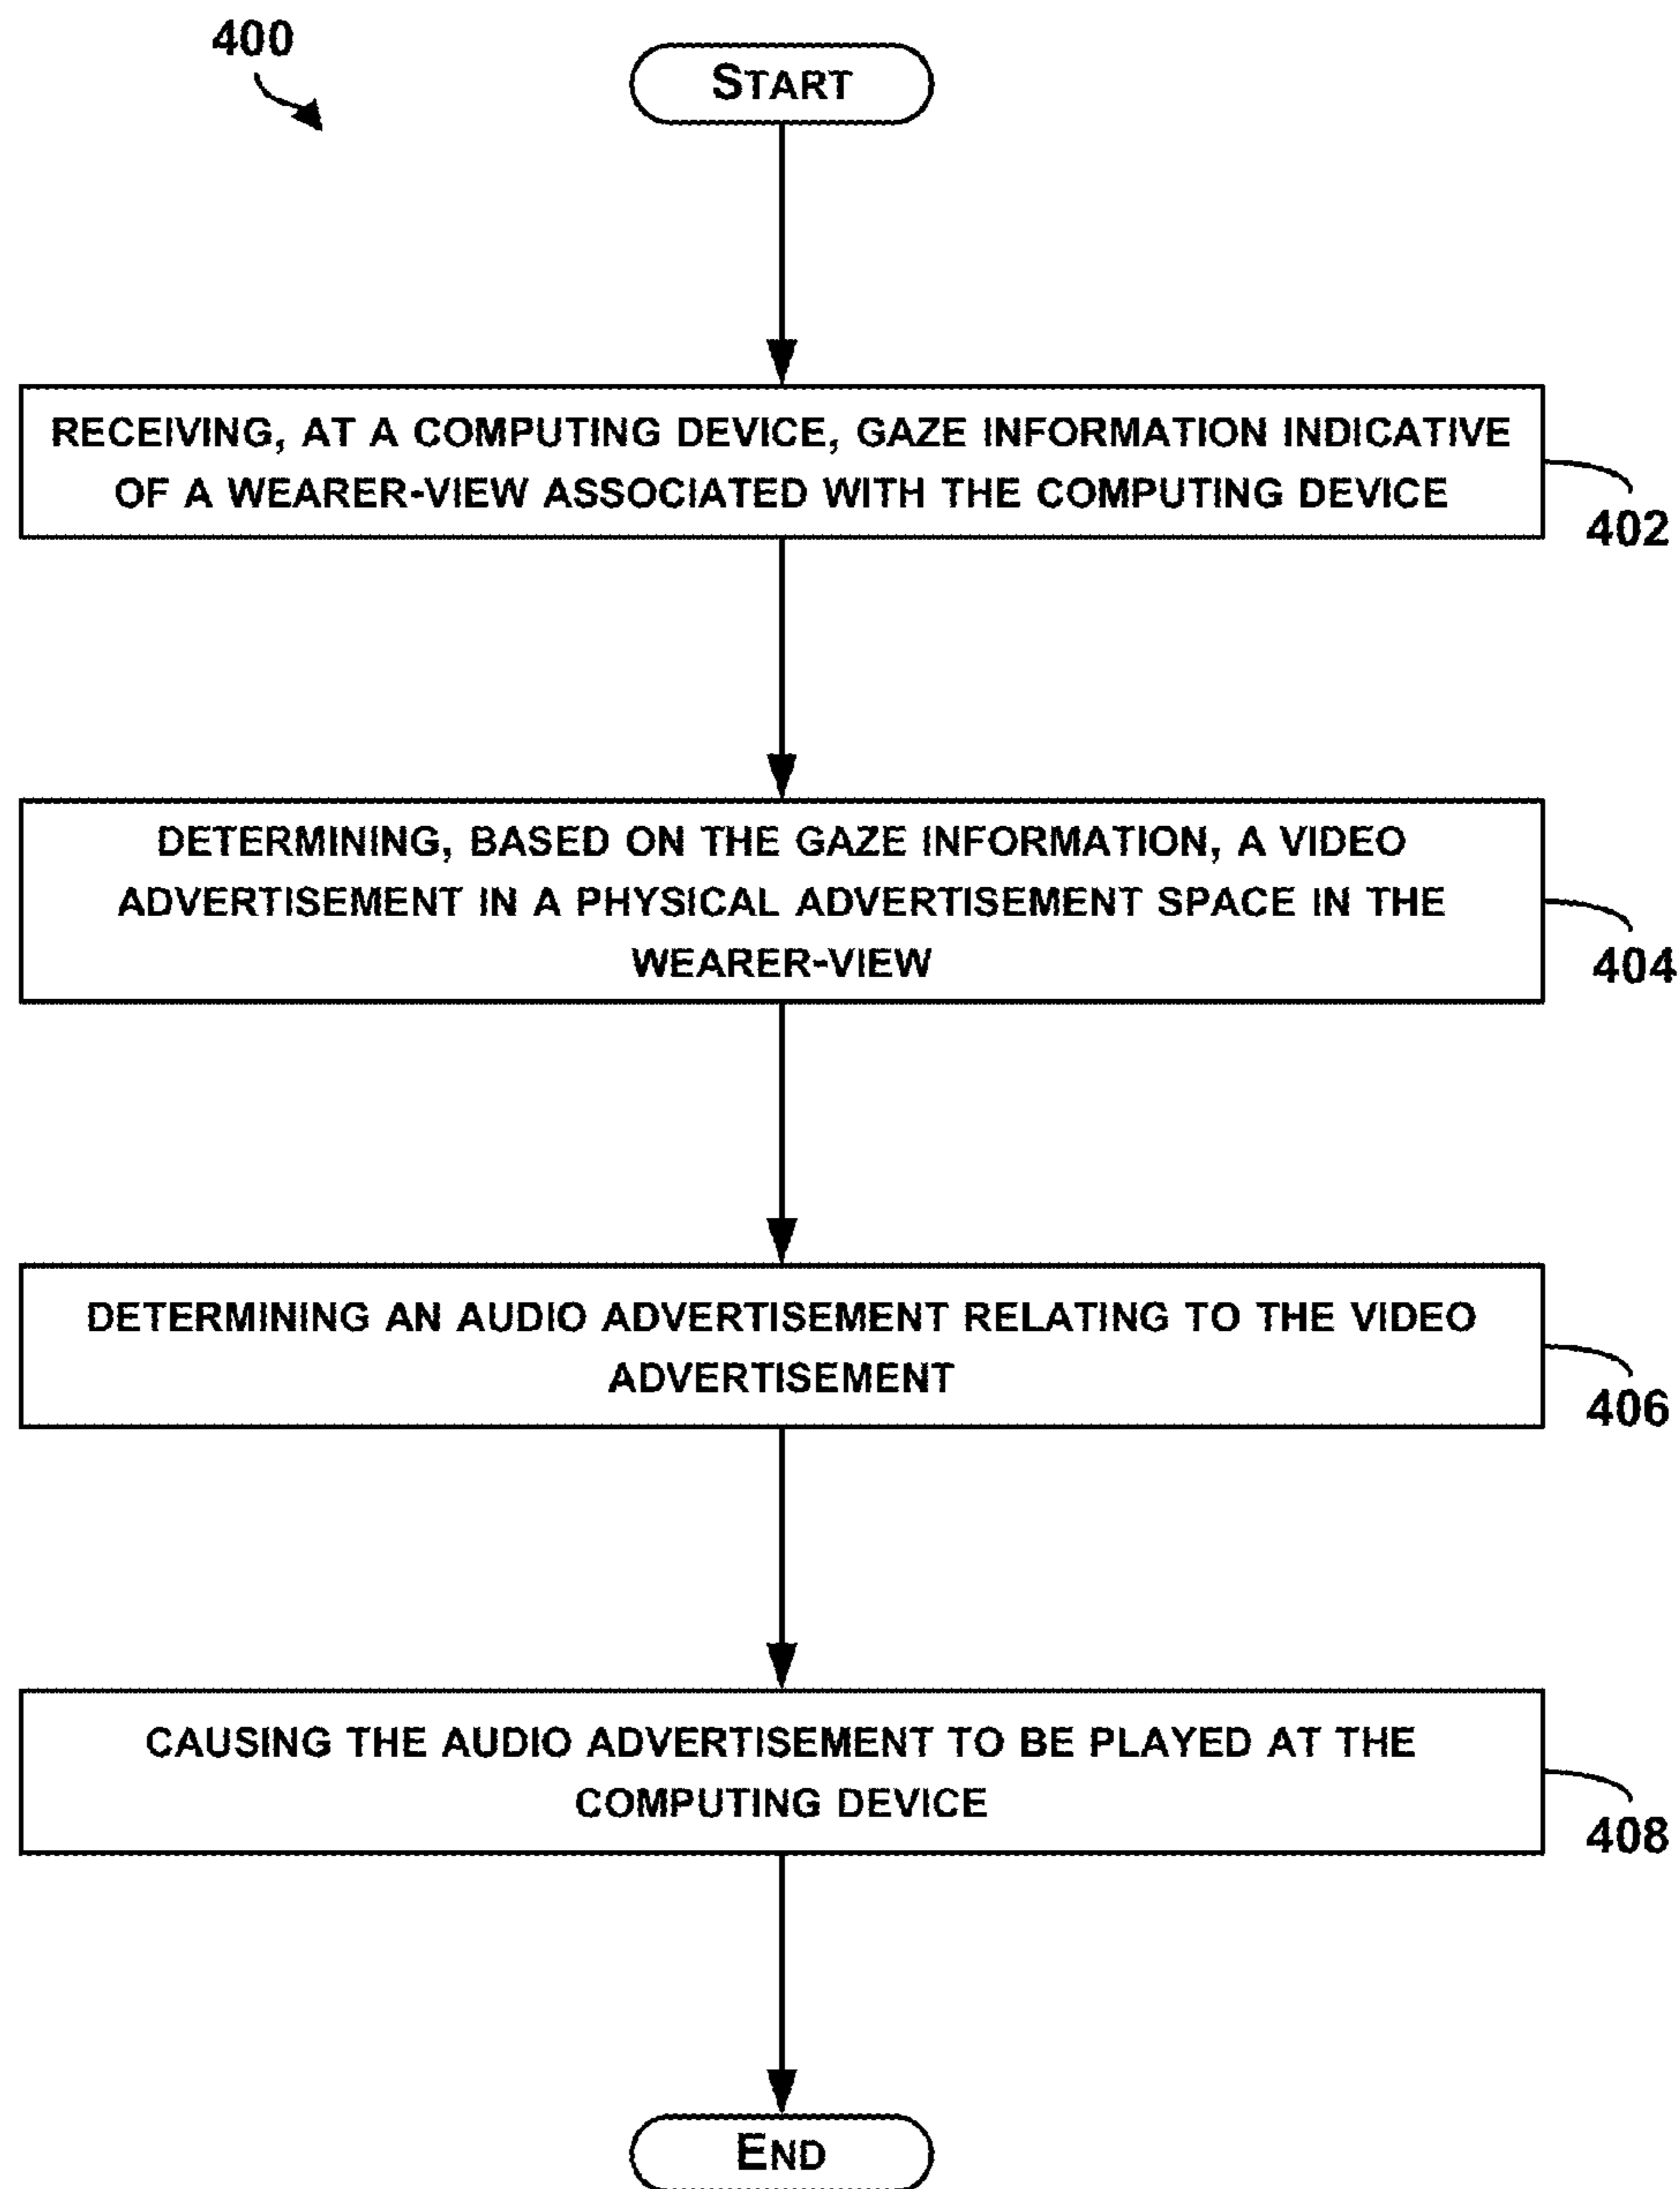 400
START
RECEIVING, AT A COMPUTING DEVICE, GAZE INFORMATION INDICATIVE
OF A WEARER-VIEW ASSOCIATED WITH THE COMPUTING DEVICE
402
DETERMINING, BASED ON THE GAZE INFORMATION, A VIDEO
ADVERTISEMENT IN A PHYSICAL ADVERTISEMENT SPACE IN THE
WEARER-VIEW
404
DETERMINING AN AUDIO ADVERTISEMENT RELATING TO THE VIDEO
ADVERTISEMENT
406
CAUSING THE AUDIO ADVERTISEMENT TO BE PLAYED AT THE
COMPUTING DEVICE
408
END